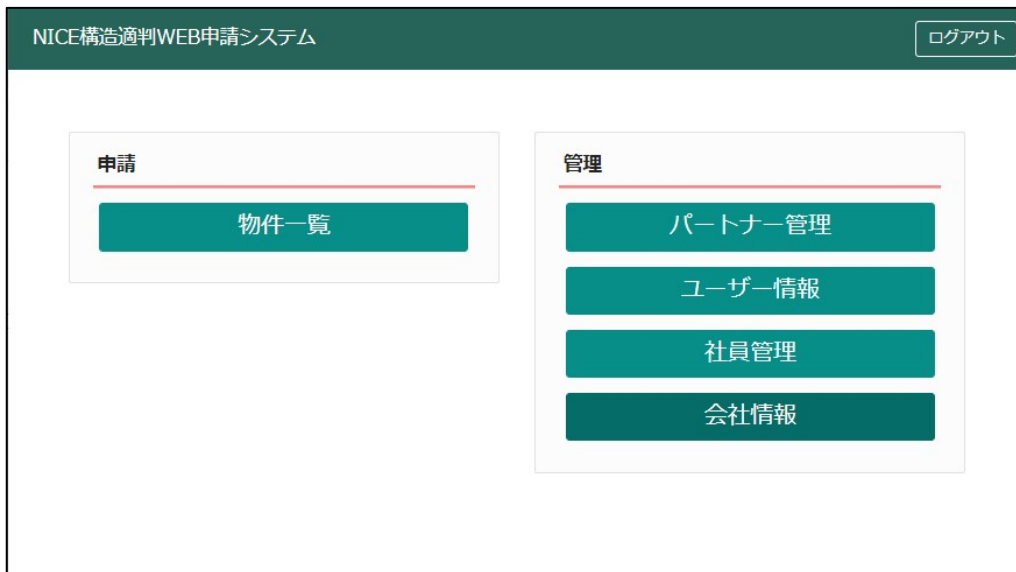 NICE構造適判WEB申請システム
ログアウト
申請
物件一覧
管理
パートナー管理
ユーザー情報
社員管理
会社情報